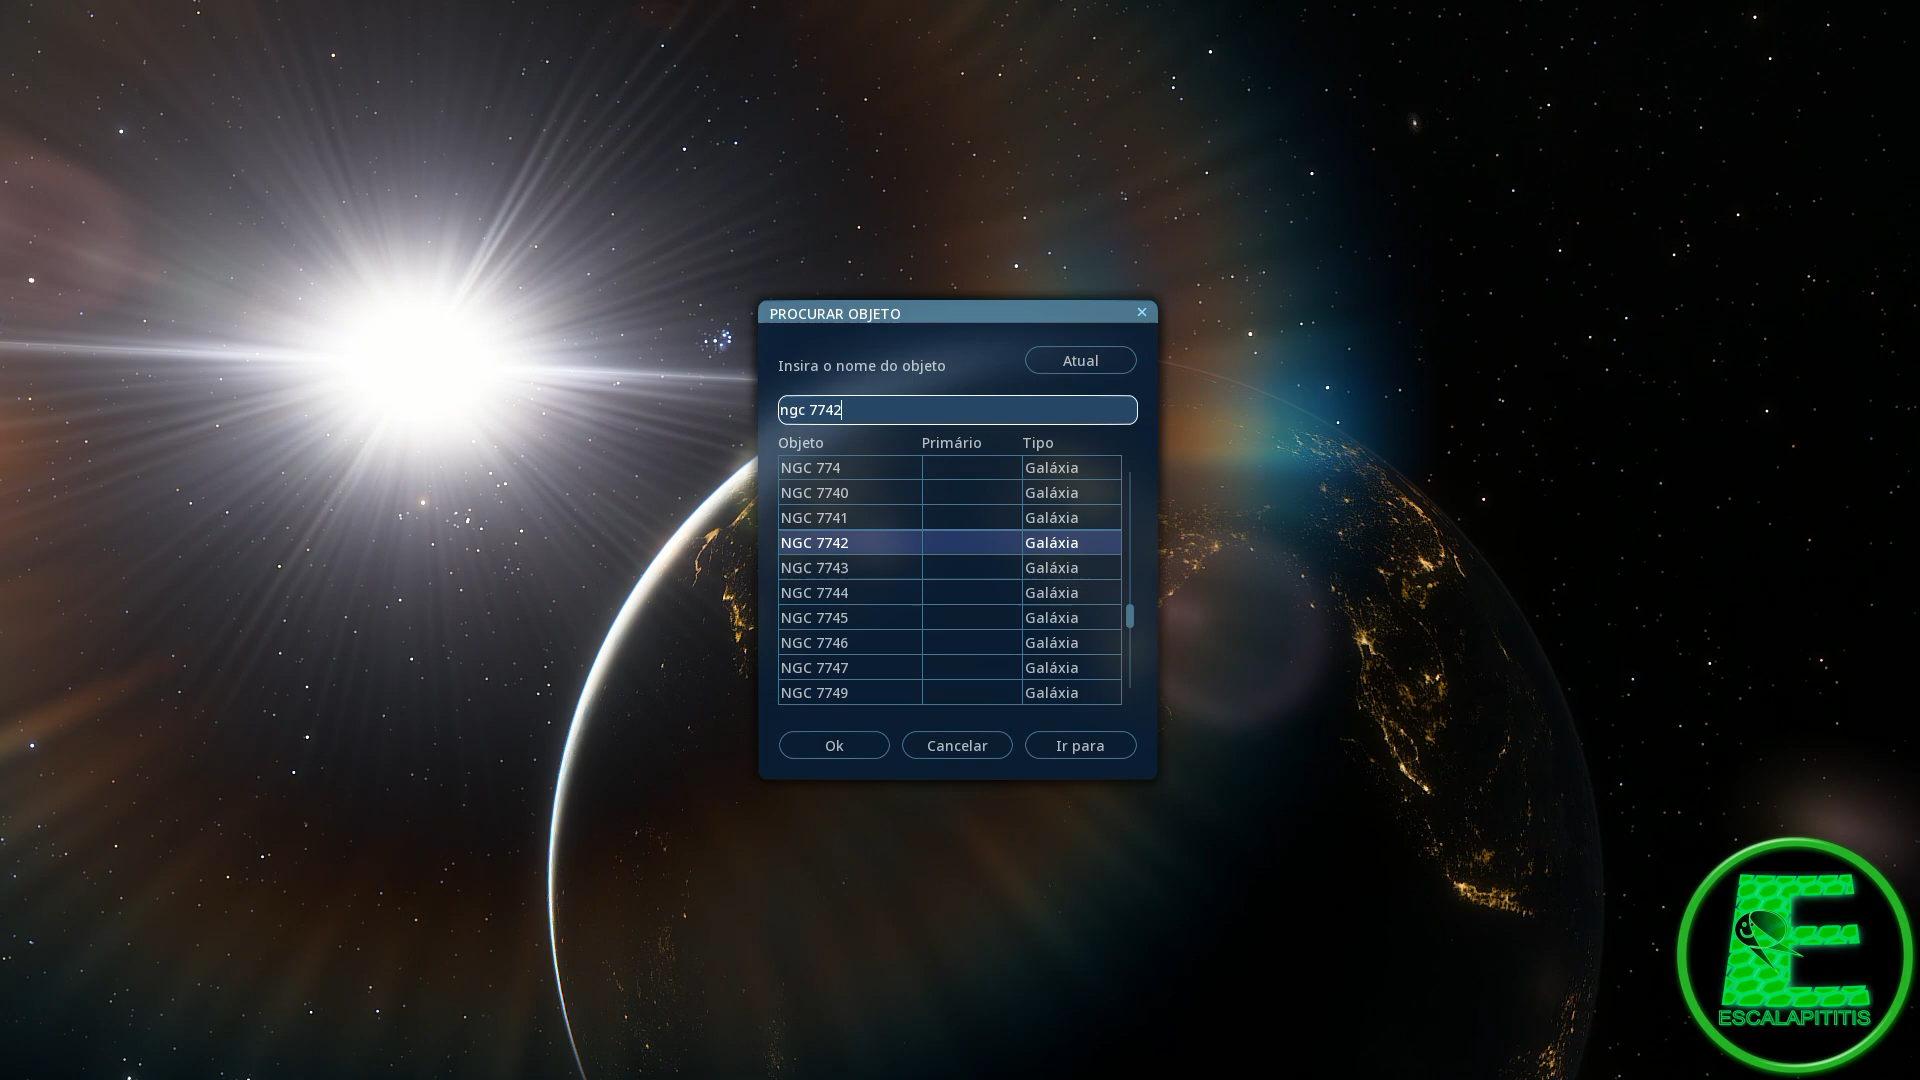 PROCURAR OBJETO
Insira o nome do objeto
Atual
ngc 7742
Objeto Primário Tipo
NGC 774 Galáxia
NGC 7740 Galáxia
NGC 7741 Galáxia
NGC 7742 Galáxia
NGC 7743 Galáxia
NGC 7744 Galáxia
NGC 7745 Galáxia
NGC 7746 Galáxia
NGC 7747 Galáxia
NGC 7749 Galáxia
Ok Cancelar Ir para
E
ESCALAPITITIS